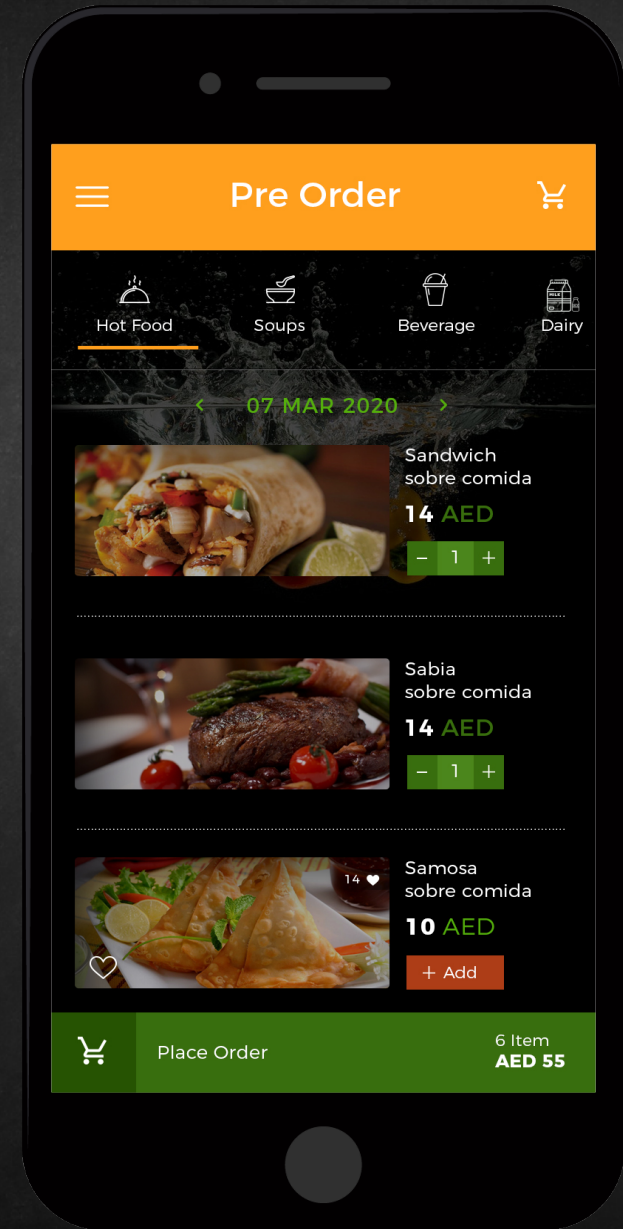 Pre Order
Hot Food
Soups
Beverage
MILK
Dairy
< 07 MAR 2020 >
Sandwich
sobre comida
14 AED
- 1 +
Sabia
sobre comida
14 AED
- 1 +
14
Samosa
sobre comida
10 AED
+ Add
Place Order
6 Item
AED 55